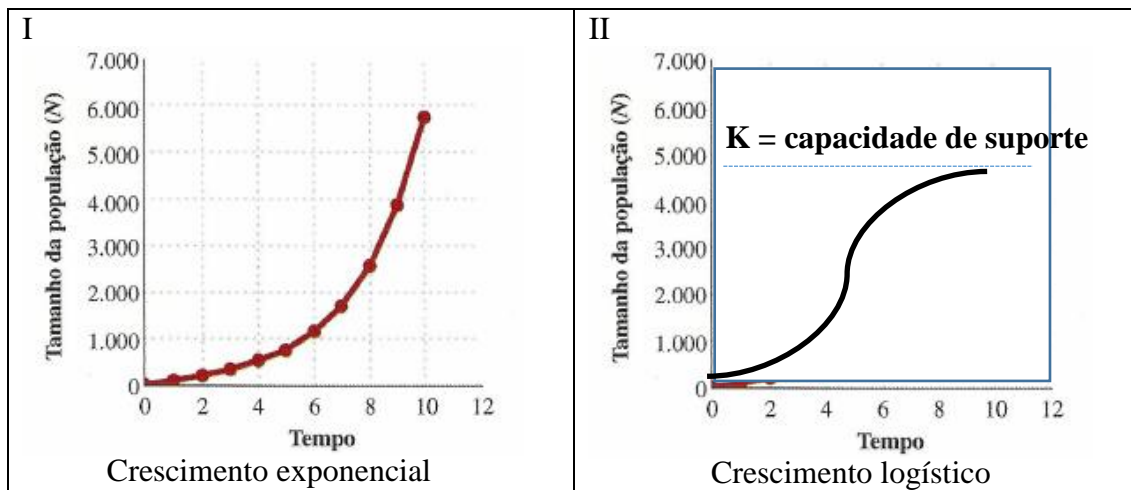 I
7.000
6.000
5.000
4.000
3.000
2.000
1.000
0
Tamanho da população (N)
0 2 4 6 8 10 12
Tempo
Crescimento exponencial
II
7.000
6.000
5.000
4.000
3.000
2.000
1.000
0
Tamanho da população (N)
K = capacidade de suporte
0 2 4 6 8 10 12
Tempo
Crescimento logístico